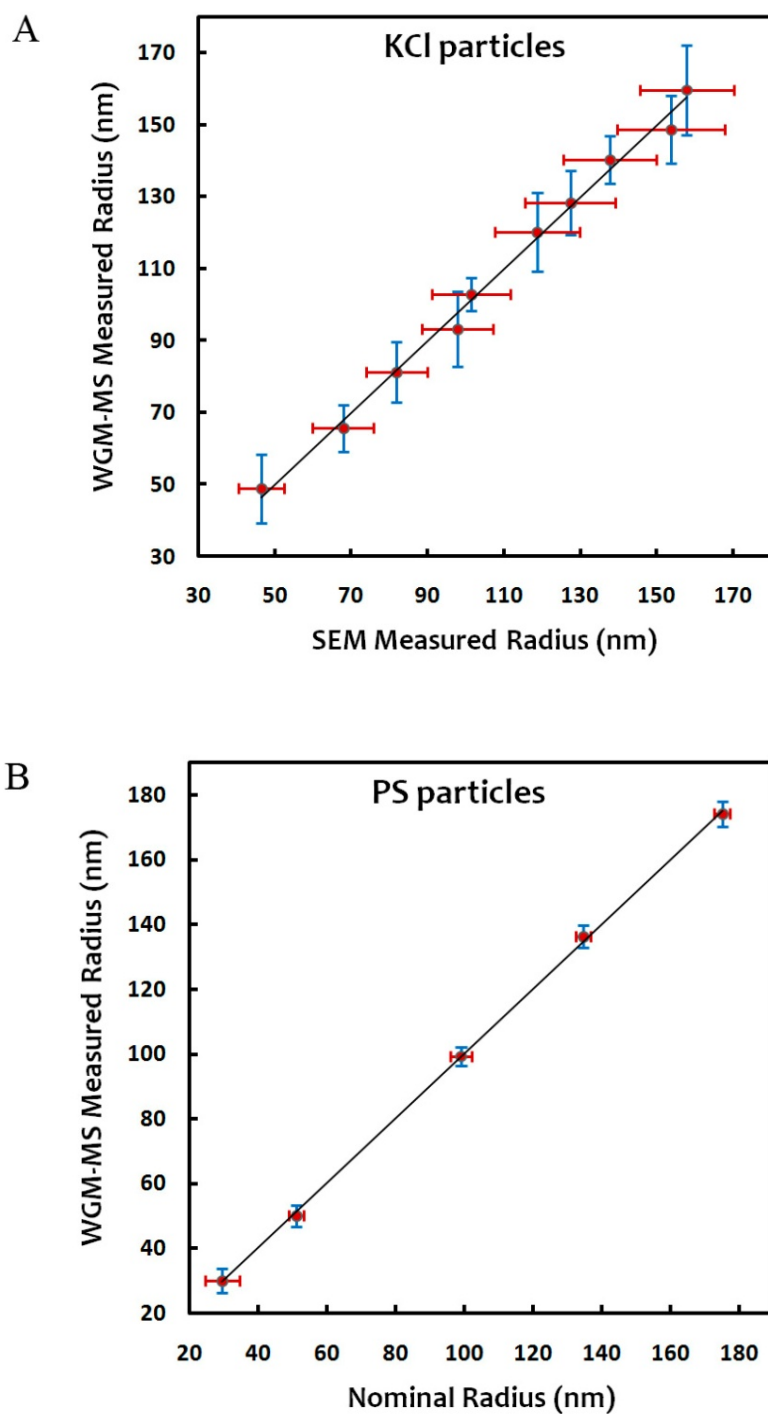 A
KCl particles
WGM-MS Measured Radius (nm)
170
150
130
110
90
70
50
30
30 50 70 90 110 130 150 170
SEM Measured Radius (nm)
B
PS particles
WGM-MS Measured Radius (nm)
180
160
140
120
100
80
60
40
20
20 40 60 80 100 120 140 160 180
Nominal Radius (nm)